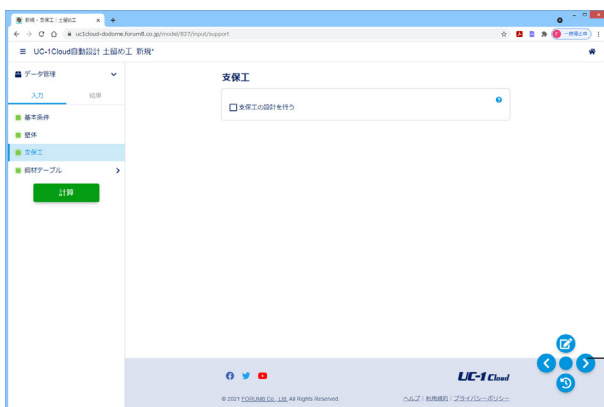 新規 - 支保工 | 土留め工
uc1cloud-dodome.forum8.co.jp/model/827/input/support
一時停止中
UC-1Cloud自動設計 土留め工 新規*
データ管理
入力
結果
基本条件
壁体
支保工
鋼材テーブル
計算
支保工
支保工の設計を行う
UC-1 Cloud
© 2021 FORUM8 Co., Ltd. All Rights Reserved.
ヘルプ | 利用規約 | プライバシーポリシー